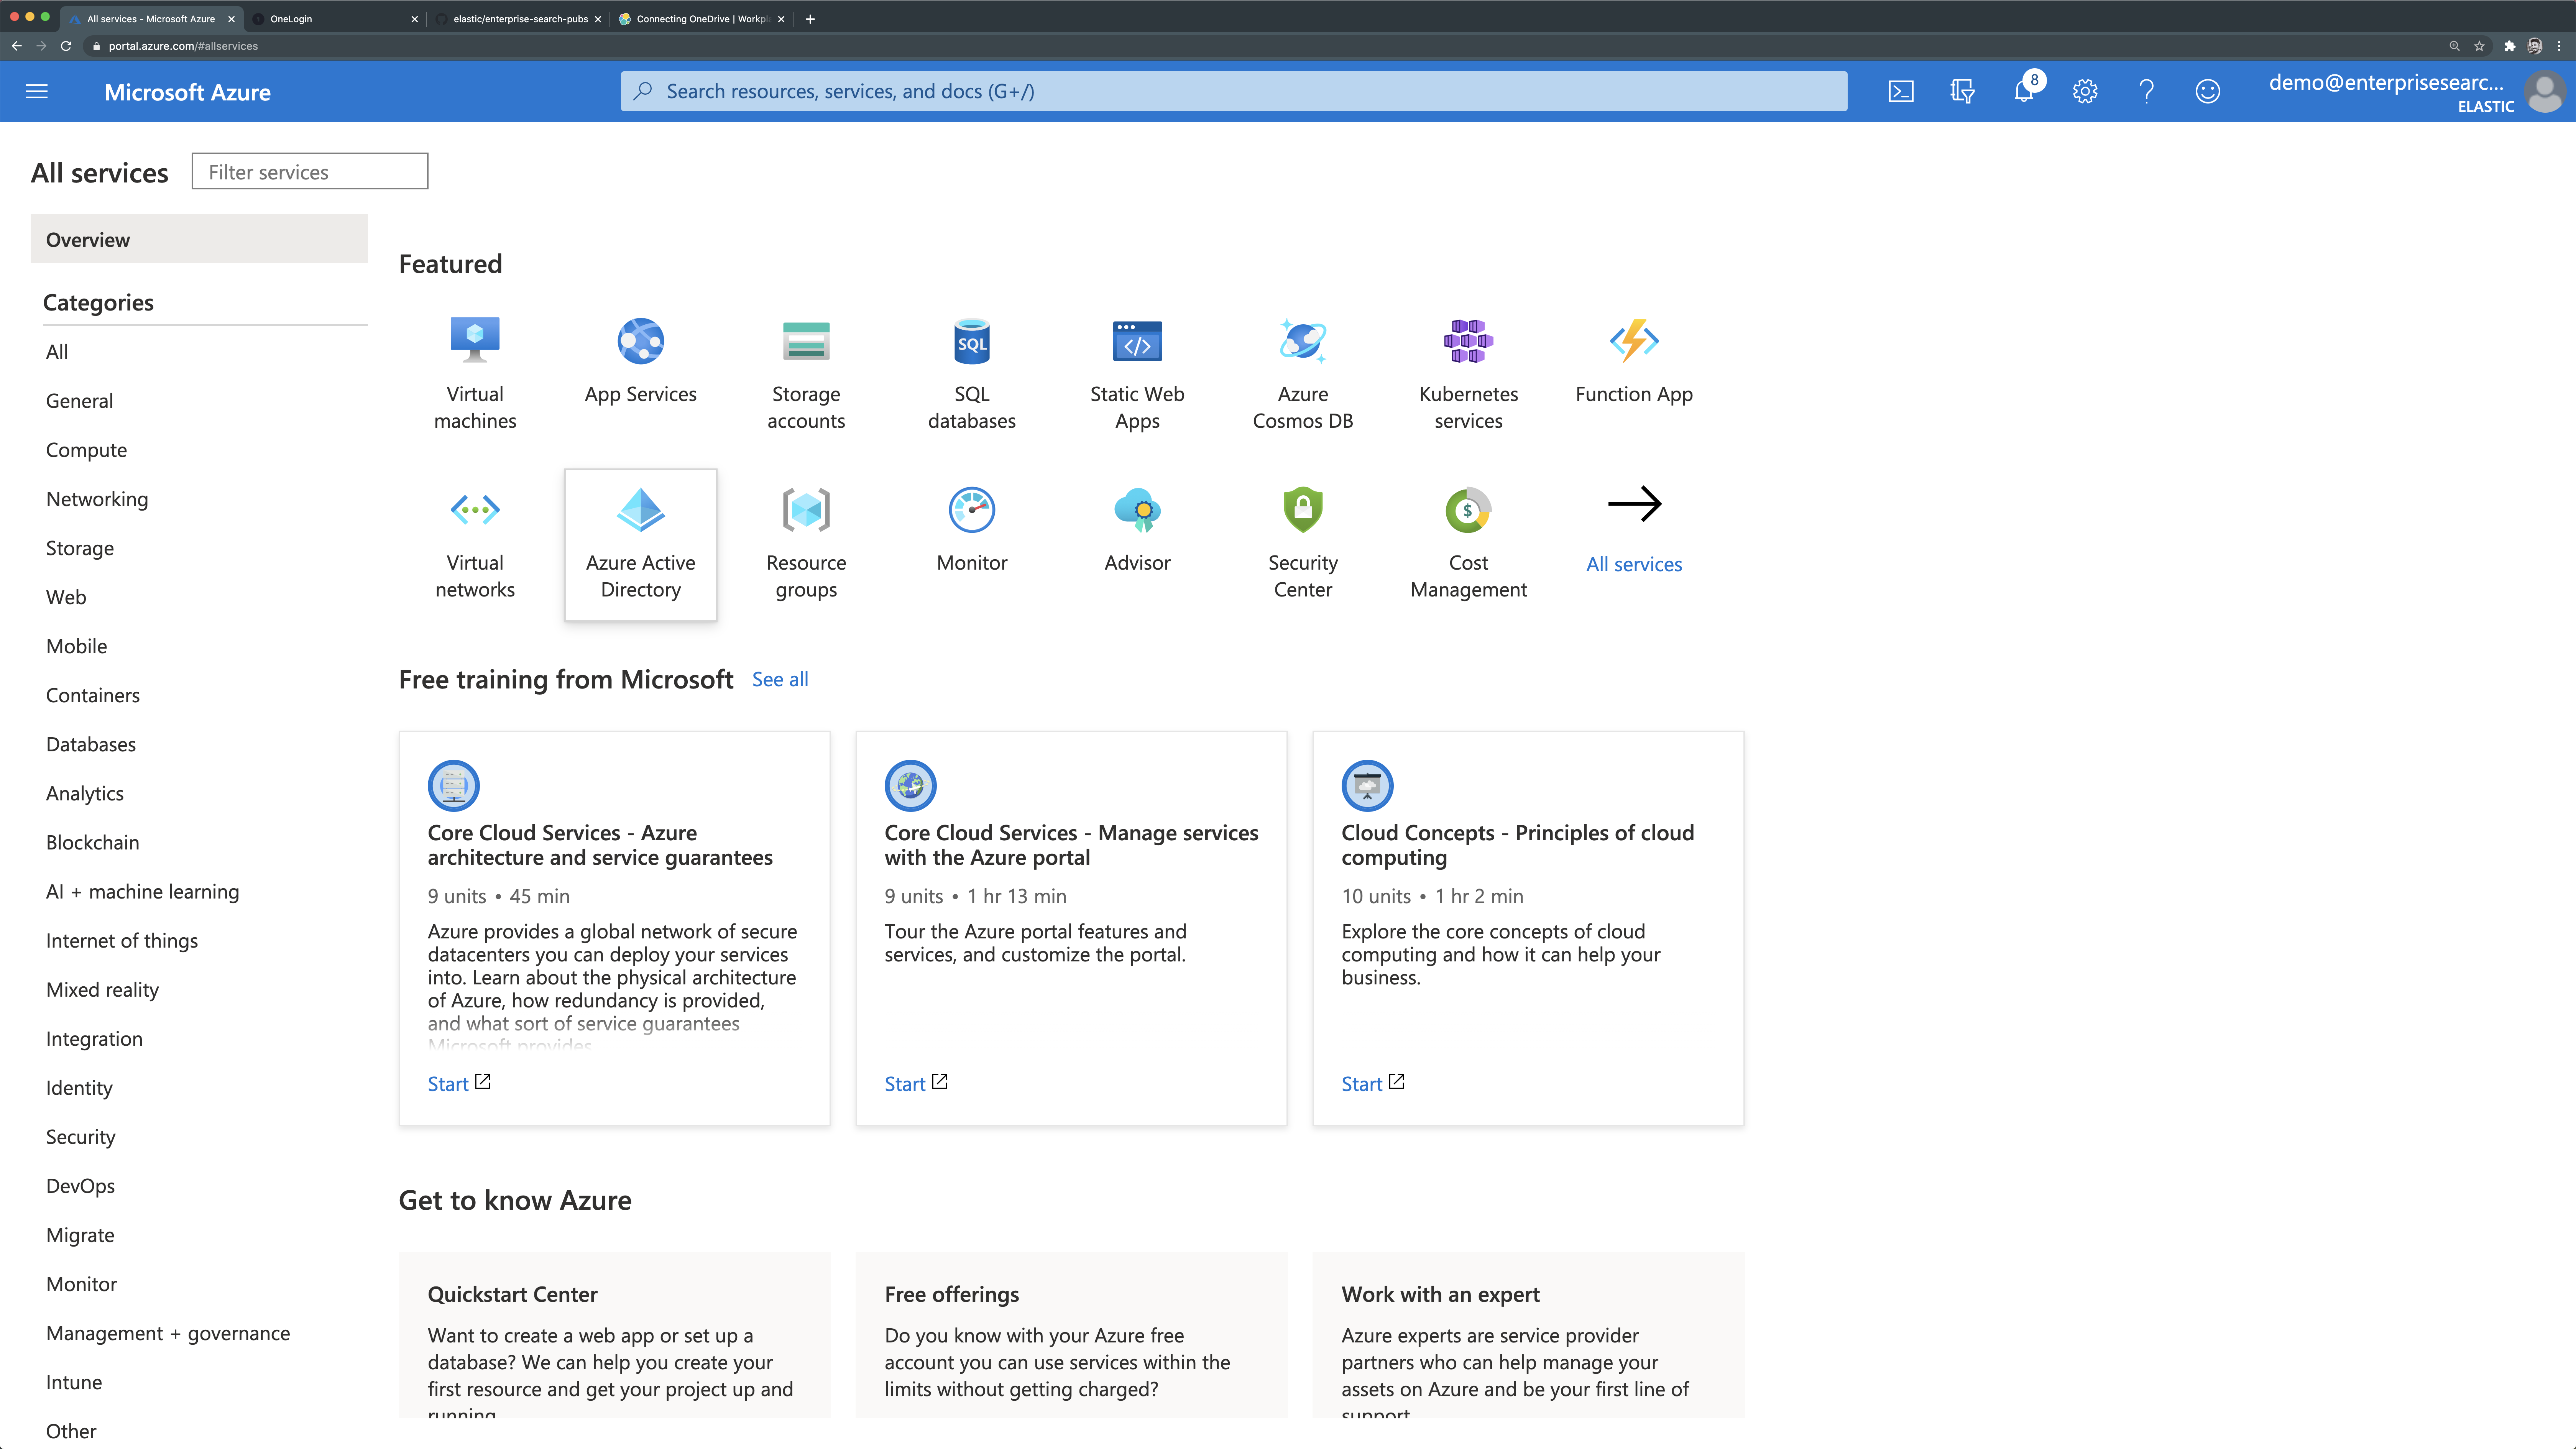 All services - Microsoft Azure
OneLogin
elastic/enterprise-search-pubs
Connecting OneDrive | Workpl
portal.azure.com/#allservices
Microsoft Azure
Search resources, services, and docs (G+/)
8
demo@enterprisesearc...
ELASTIC
All services
Filter services
Overview
Categories
All
General
Compute
Networking
Storage
Web
Mobile
Containers
Databases
Analytics
Blockchain
AI + machine learning
Internet of things
Mixed reality
Integration
Identity
Security
DevOps
Migrate
Monitor
Management + governance
Intune
Other
Featured
Virtual
machines
App Services
Storage
accounts
SQL
SQL
databases
Static Web
Apps
Azure
Cosmos DB
Kubernetes
services
Function App
Virtual
networks
Azure Active
Directory
Resource
groups
Monitor
Advisor
Security
Center
$
Cost
Management
All services
Free training from Microsoft See all
Core Cloud Services - Azure
architecture and service guarantees
9 units • 45 min
Azure provides a global network of secure
datacenters you can deploy your services
into. Learn about the physical architecture
of Azure, how redundancy is provided,
and what sort of service guarantees
Microsoft provides
Start
Core Cloud Services - Manage services
with the Azure portal
9 units • 1 hr 13 min
Tour the Azure portal features and
services, and customize the portal.
Start
Cloud Concepts - Principles of cloud
computing
10 units • 1 hr 2 min
Explore the core concepts of cloud
computing and how it can help your
business.
Start
Get to know Azure
Quickstart Center
Want to create a web app or set up a
database? We can help you create your
first resource and get your project up and
running
Free offerings
Do you know with your Azure free
account you can use services within the
limits without getting charged?
Work with an expert
Azure experts are service provider
partners who can help manage your
assets on Azure and be your first line of
support